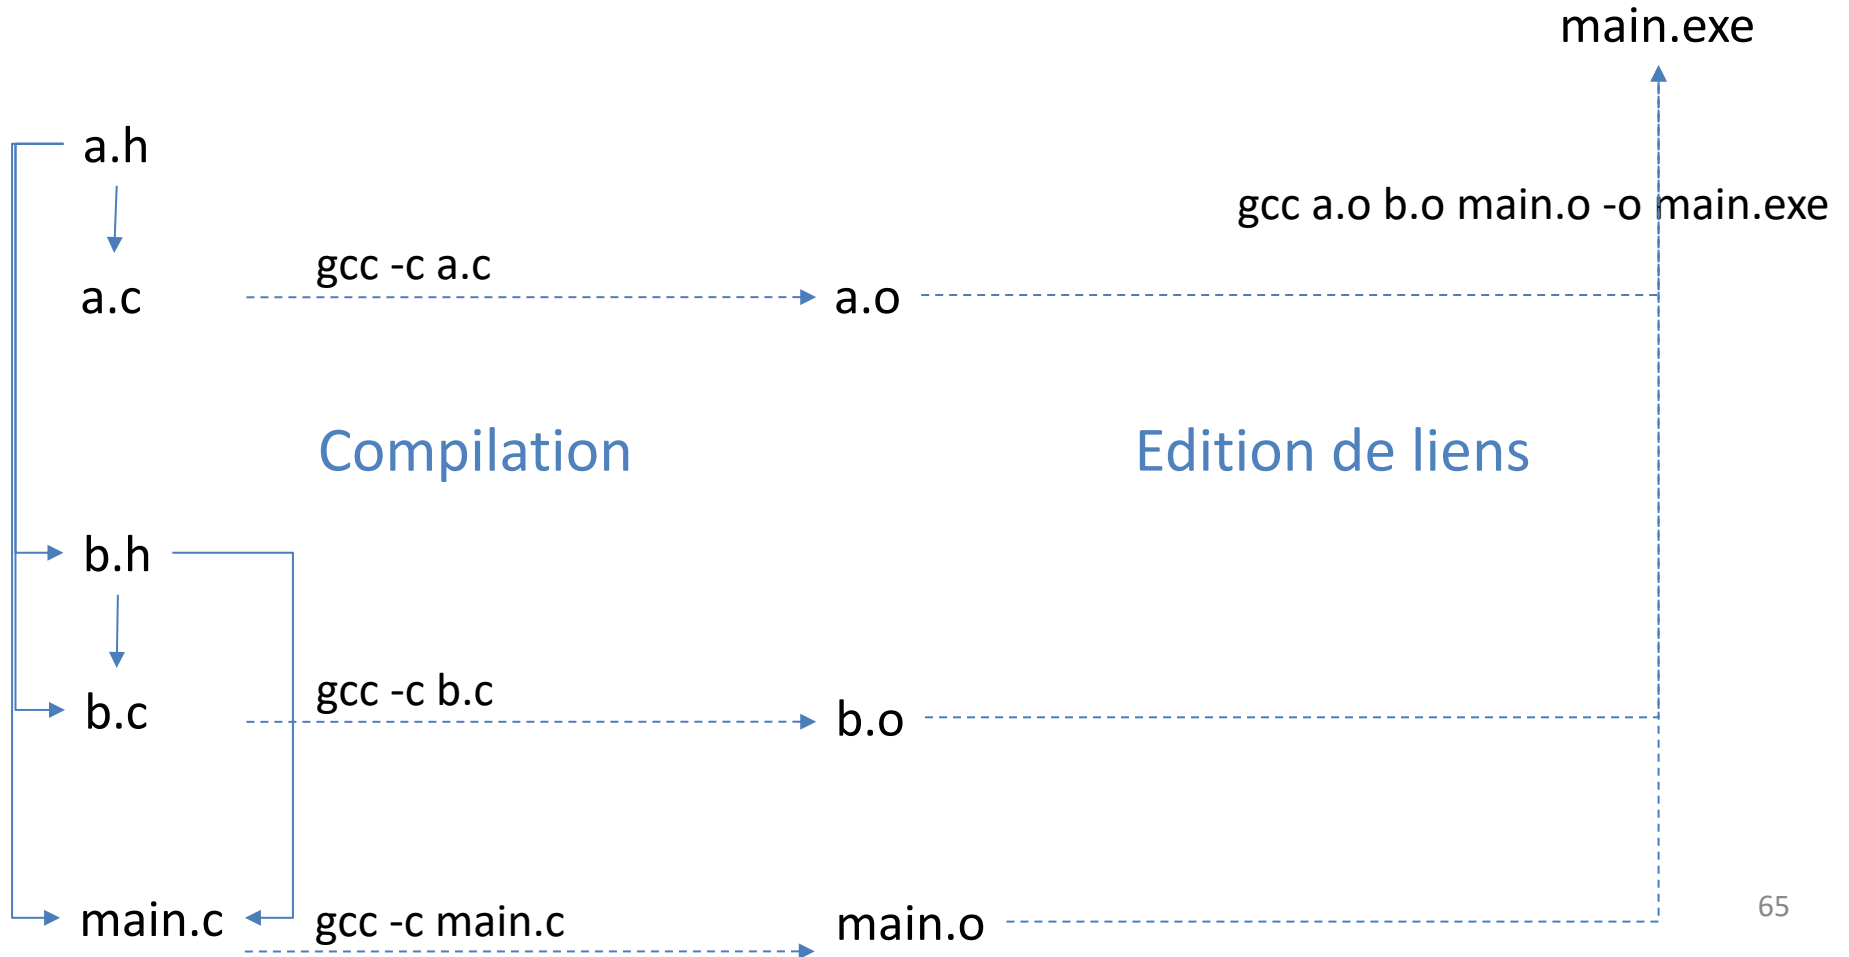 main.exe
a.h
gcc a.o b.o main.o -o main.exe
gcc -c a.c
a.c
a.o
Compilation
Edition de liens
b.h
gcc -c b.c
b.c
b.o
main.c
gcc -c main.c
main.o
65